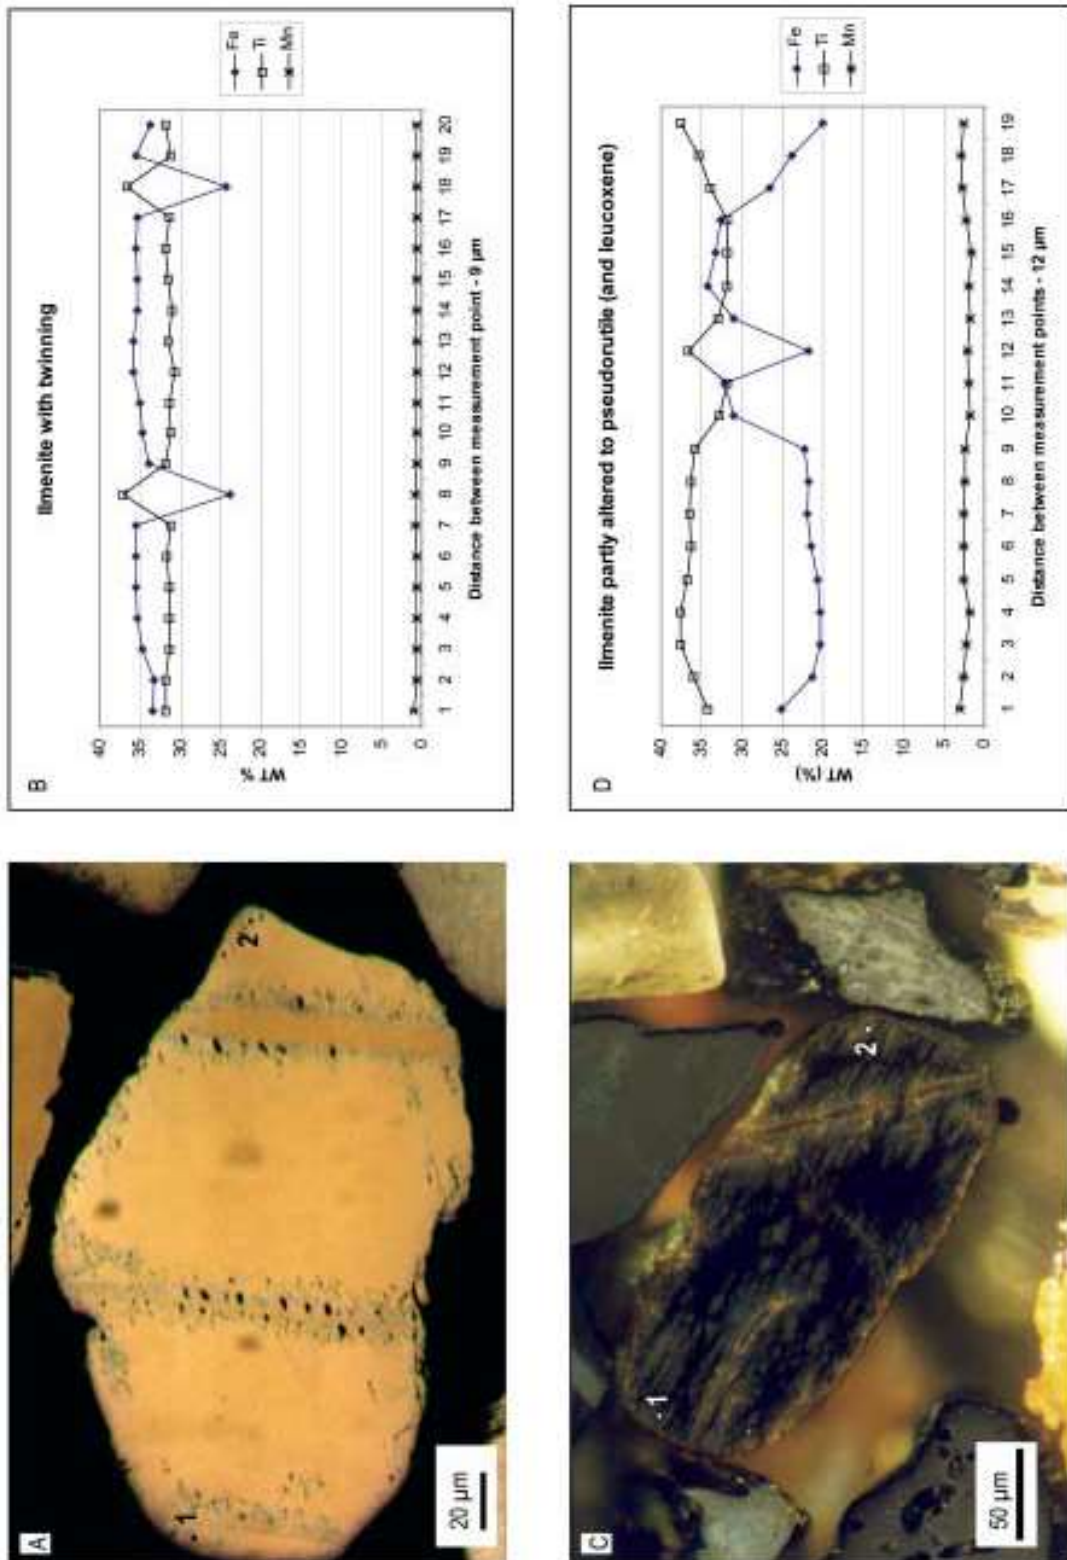 A
1
2
20 µm
B
Ilmenite with twinning
WT %
40
35
30
25
20
15
10
5
0
1 2 3 4 5 6 7 8 9 10 11 12 13 14 15 16 17 18 19 20
Distance between measurement point - 9 µm
Fe
Ti
Mn
C
1
2
50 µm
D
Ilmenite partly altered to pseudorutile (and leucoxene)
WT (%)
40
35
30
25
20
15
10
5
0
1 2 3 4 5 6 7 8 9 10 11 12 13 14 15 16 17 18 19
Distance between measurement points - 12 µm
Fe
Ti
Mn